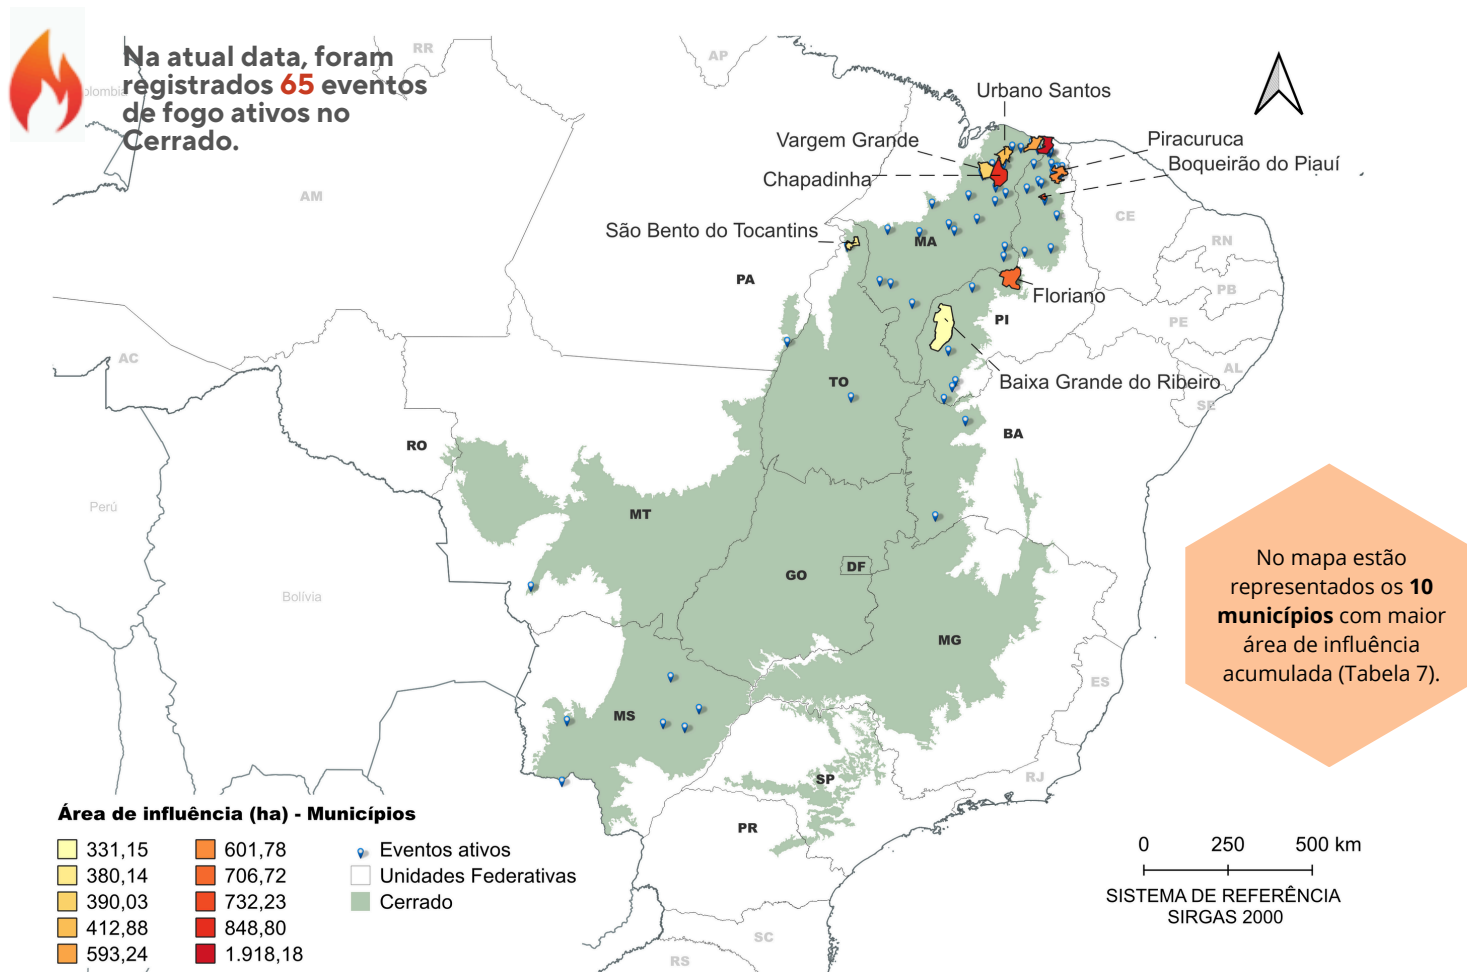 Na atual data, foram
registrados 65 eventos
de fogo ativos no
Cerrado.
RR
AP
AM
Urbano Santos
Vargem Grande
Piracuruca
Chapadinha
Boqueirão do Piauí
CE
São Bento do Tocantins
MA
RN
PA
PB
Floriano
PI
PE
AC
AL
TO
Baixa Grande do Ribeiro
SE
RO
BA
Perú
MT
No mapa estão
representados os 10
municípios com maior
área de influência
acumulada (Tabela 7).
GO
DF
Bolívia
MG
ES
MS
SP
RJ
PR
SC
RS
Área de influência (ha) - Municípios
331,15
380,14
390,03
412,88
593,24
601,78
706,72
732,23
848,80
1.918,18
Eventos ativos
Unidades Federativas
Cerrado
0 250 500 km
SISTEMA DE REFERÊNCIA
SIRGAS 2000